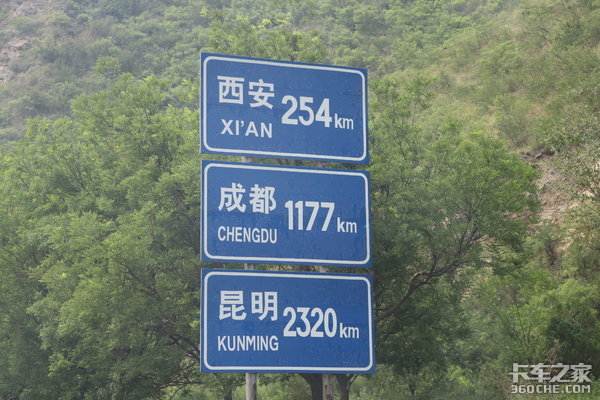 西安 254 km
XI'AN
成都 1177 km
CHENGDU
昆明 2320 km
KUNMING
卡车之家
www.360che.com